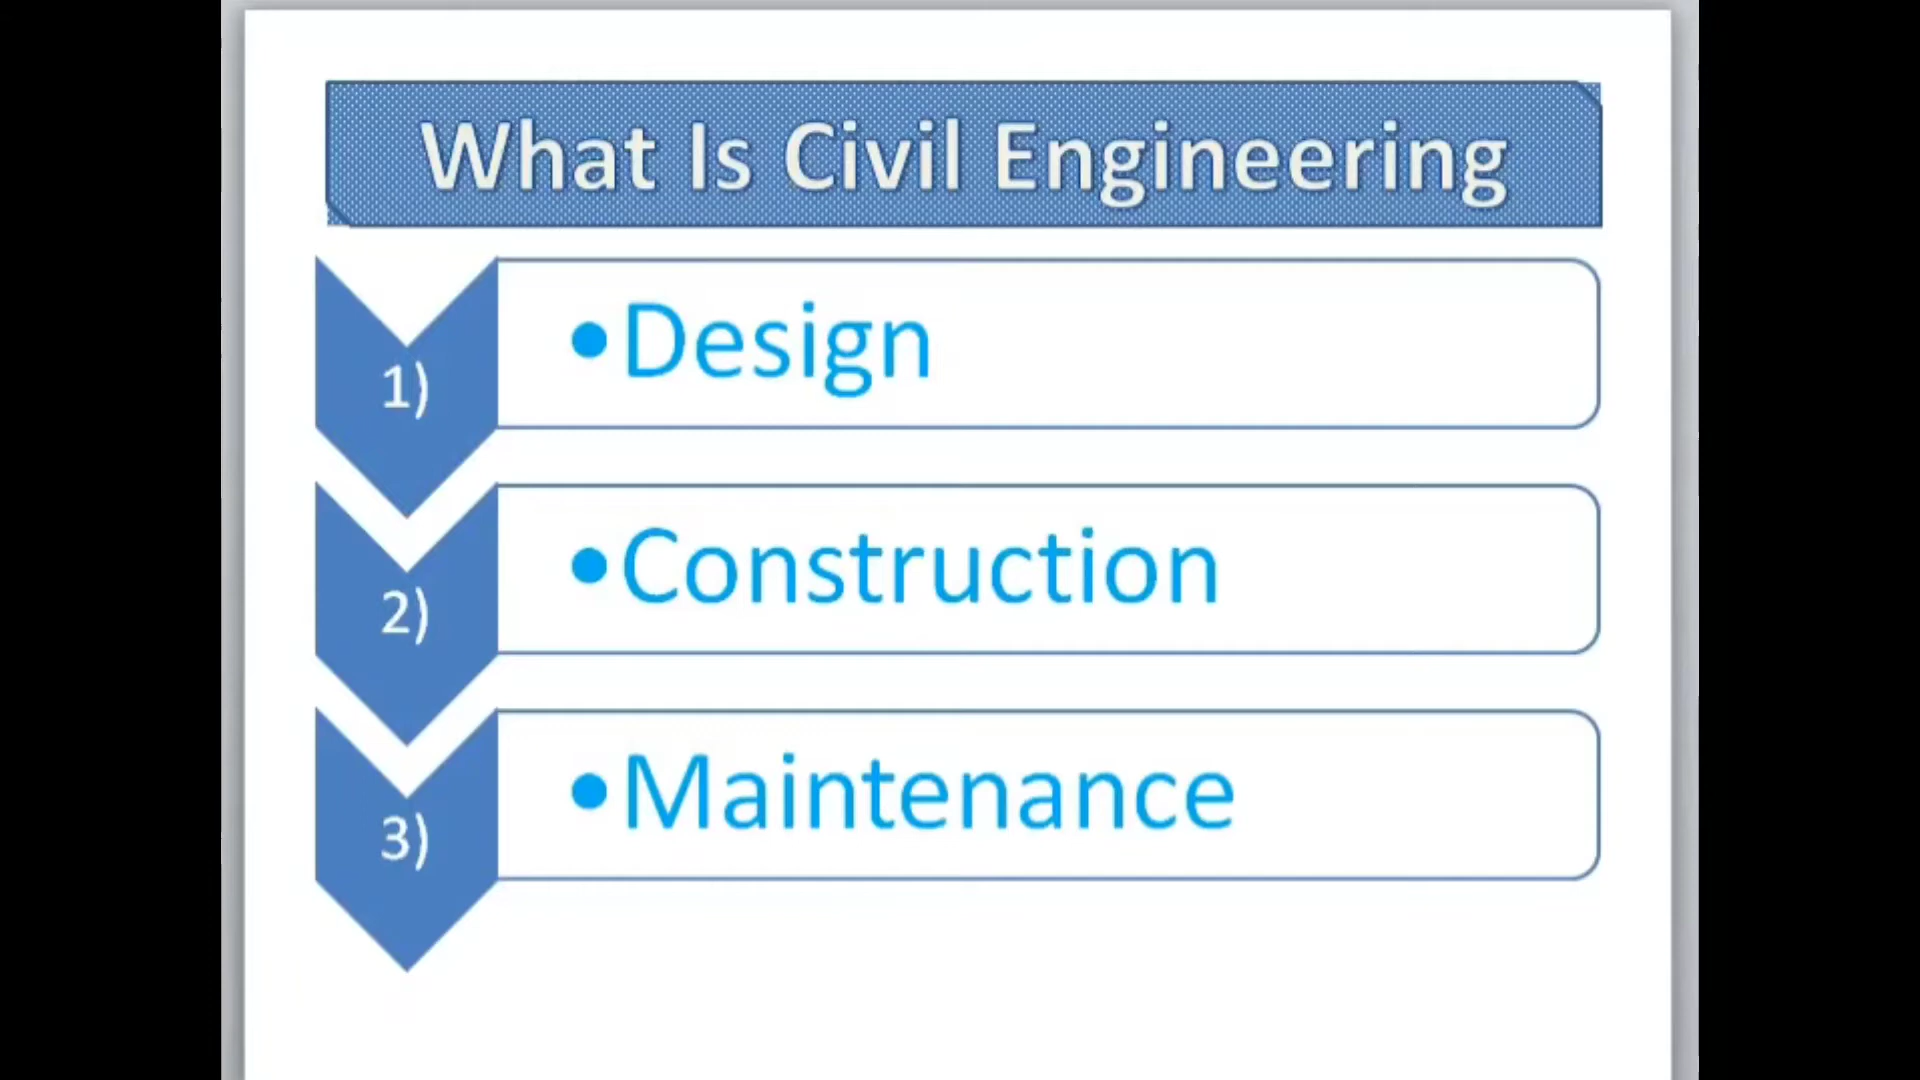 What Is Civil Engineering
1)
•Design
2)
•Construction
3)
•Maintenance